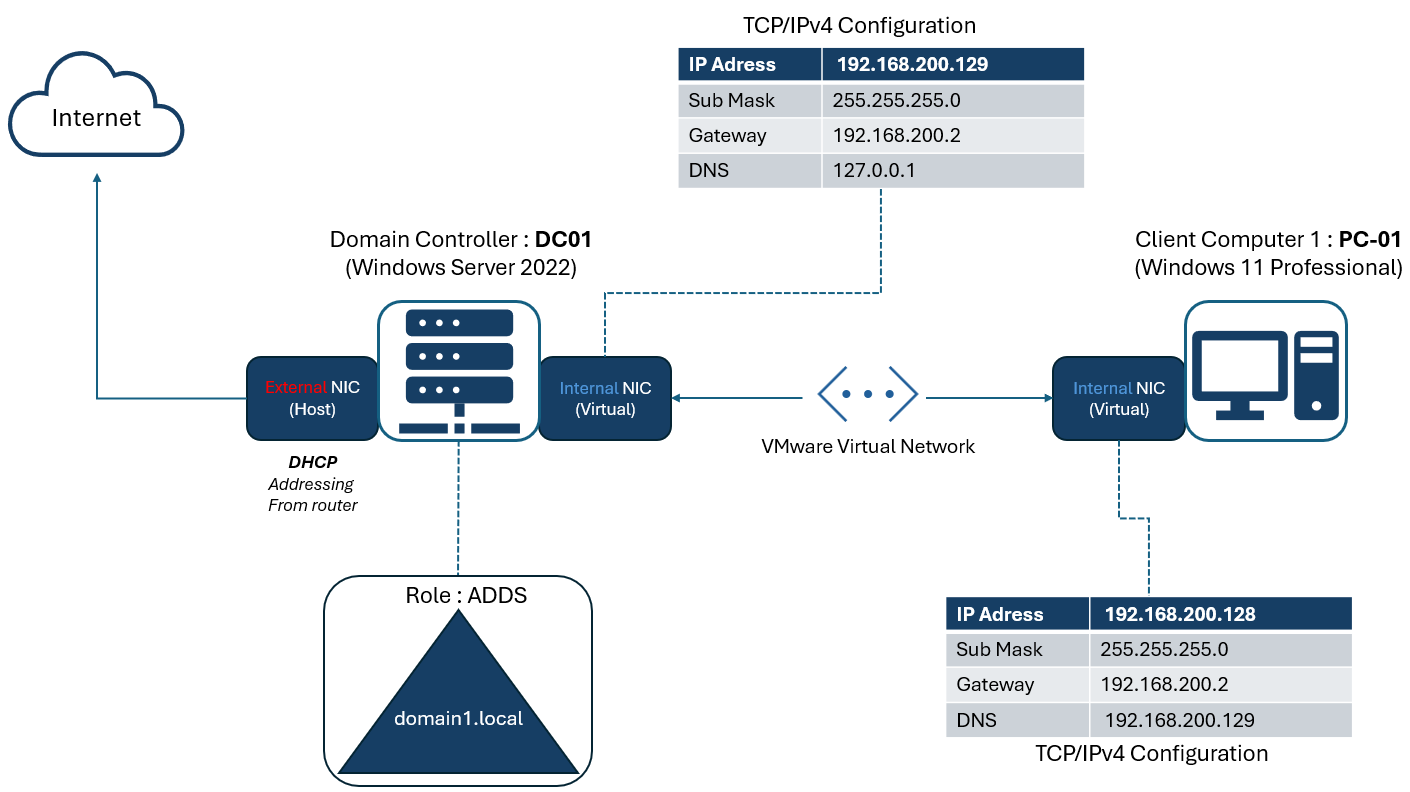 TCP/IPv4 Configuration
IP Adress 192.168.200.129
Sub Mask 255.255.255.0
Gateway 192.168.200.2
DNS 127.0.0.1
Internet
Domain Controller : DC01
(Windows Server 2022)
Client Computer 1 : PC-01
(Windows 11 Professional)
External NIC
(Host)
Internal NIC
(Virtual)
Internal NIC
(Virtual)
VMware Virtual Network
DHCP
Addressing
From router
Role : ADDS
domain1.local
IP Adress 192.168.200.128
Sub Mask 255.255.255.0
Gateway 192.168.200.2
DNS 192.168.200.129
TCP/IPv4 Configuration